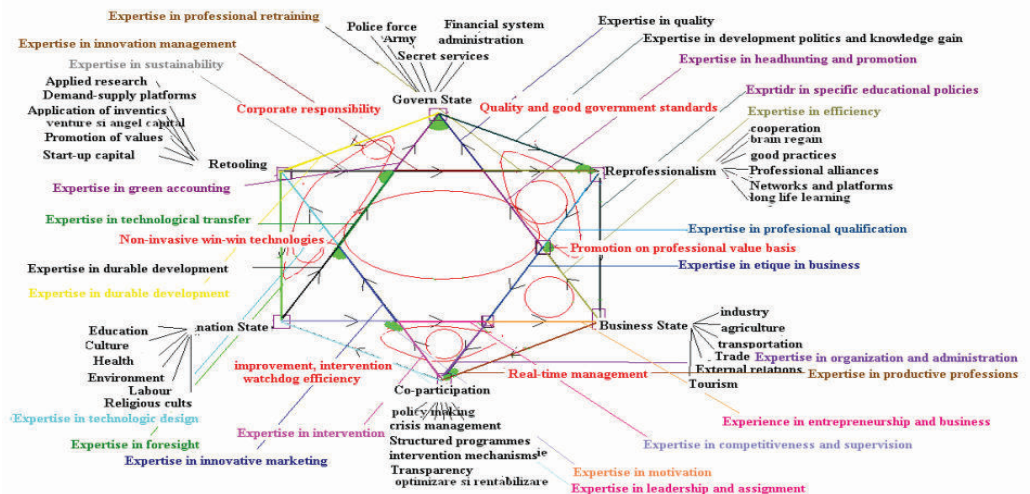 Expertise in professional retraining
Police force
Army
Financial system
administration
Secret services
Expertise in quality
Expertise in innovation management
Expertise in development politics and knowledge gain
Expertise in sustainability
Expertise in headhunting and promotion
Applied research
Demand-supply platforms
Application of inventics
venture si angel capital
Promotion of values
Start-up capital
Corporate responsibility
Govern State
Quality and good government standards
Exprtidr in specific educational policies
Expertise in efficiency
cooperation
brain regain
good practices
Professional alliances
Networks and platforms
long life learning
Retooling
Reprofessionalism
Expertise in green accounting
Expertise in technological transfer
Non-invasive win-win technologies
Expertise in profesional qualification
Promotion on professional value basis
Expertise in durable development
Expertise in etique in business
Expertise in durable development
nation State
Business State
Education
Culture
Health
Environment
Labour
Religious cults
industry
agriculture
transportation
Trade
External relations
Tourism
Expertise in organization and administration
improvement, intervention
watchdog efficiency
Real-time management
Expertise in productive professions
Co-participation
policy making
crisis management
Structured programmes
intervention mechanisms
ie
Transparency
optimizare si rentabilizare
Expertise in technologic design
Expertise in intervention
Experience in entrepreneurship and business
Expertise in foresight
Expertise in competitiveness and supervision
Expertise in innovative marketing
Expertise in motivation
Expertise in leadership and assignment